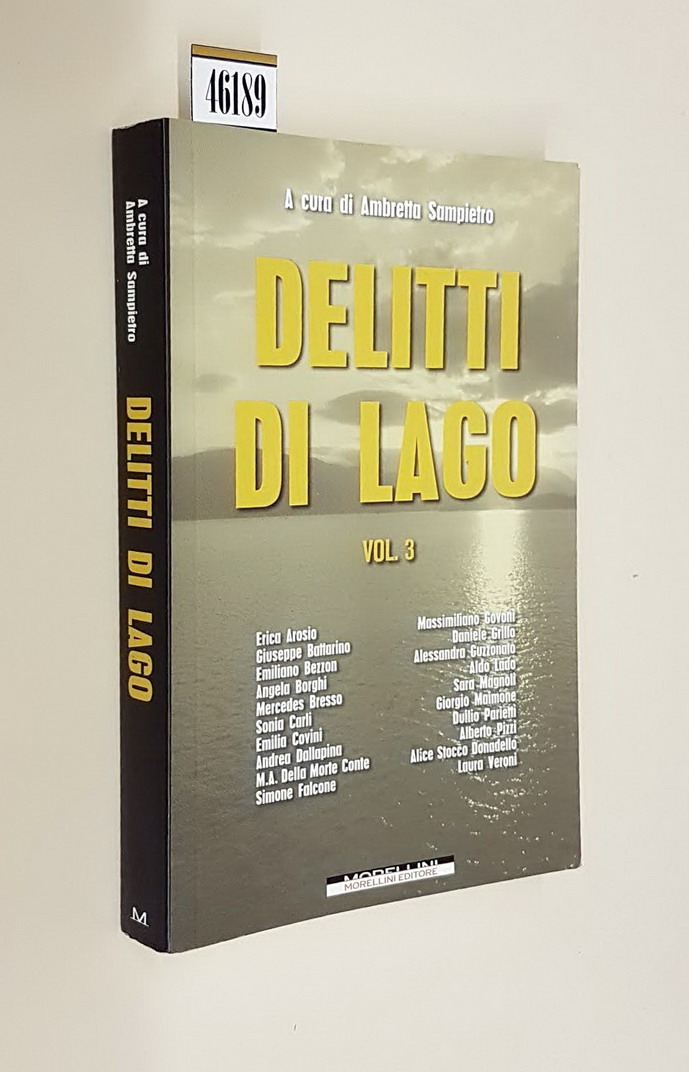 46189
A cura di Ambretta Sampietro
DELITTI
DI LAGO
VOL. 3
Erica Arosio
Giuseppe Battarino
Emiliano Bezzon
Angela Borghi
Mercedes Bresso
Sonia Carli
Emilia Covini
Andrea Dallapina
M.A. Della Morte Conte
Simone Falcone
Massimiliano Govoni
Daniele Grillo
Alessandra Guzzonato
Aldo Lado
Sara Magnoli
Giorgio Maimone
Duilio Parietti
Alberto Pizzi
Alice Stocco Donadello
Laura Veroni
MORELLINI
MORELLINI EDITORE
A cura di
Ambretta Sampietro
DELITTI DI LAGO
M